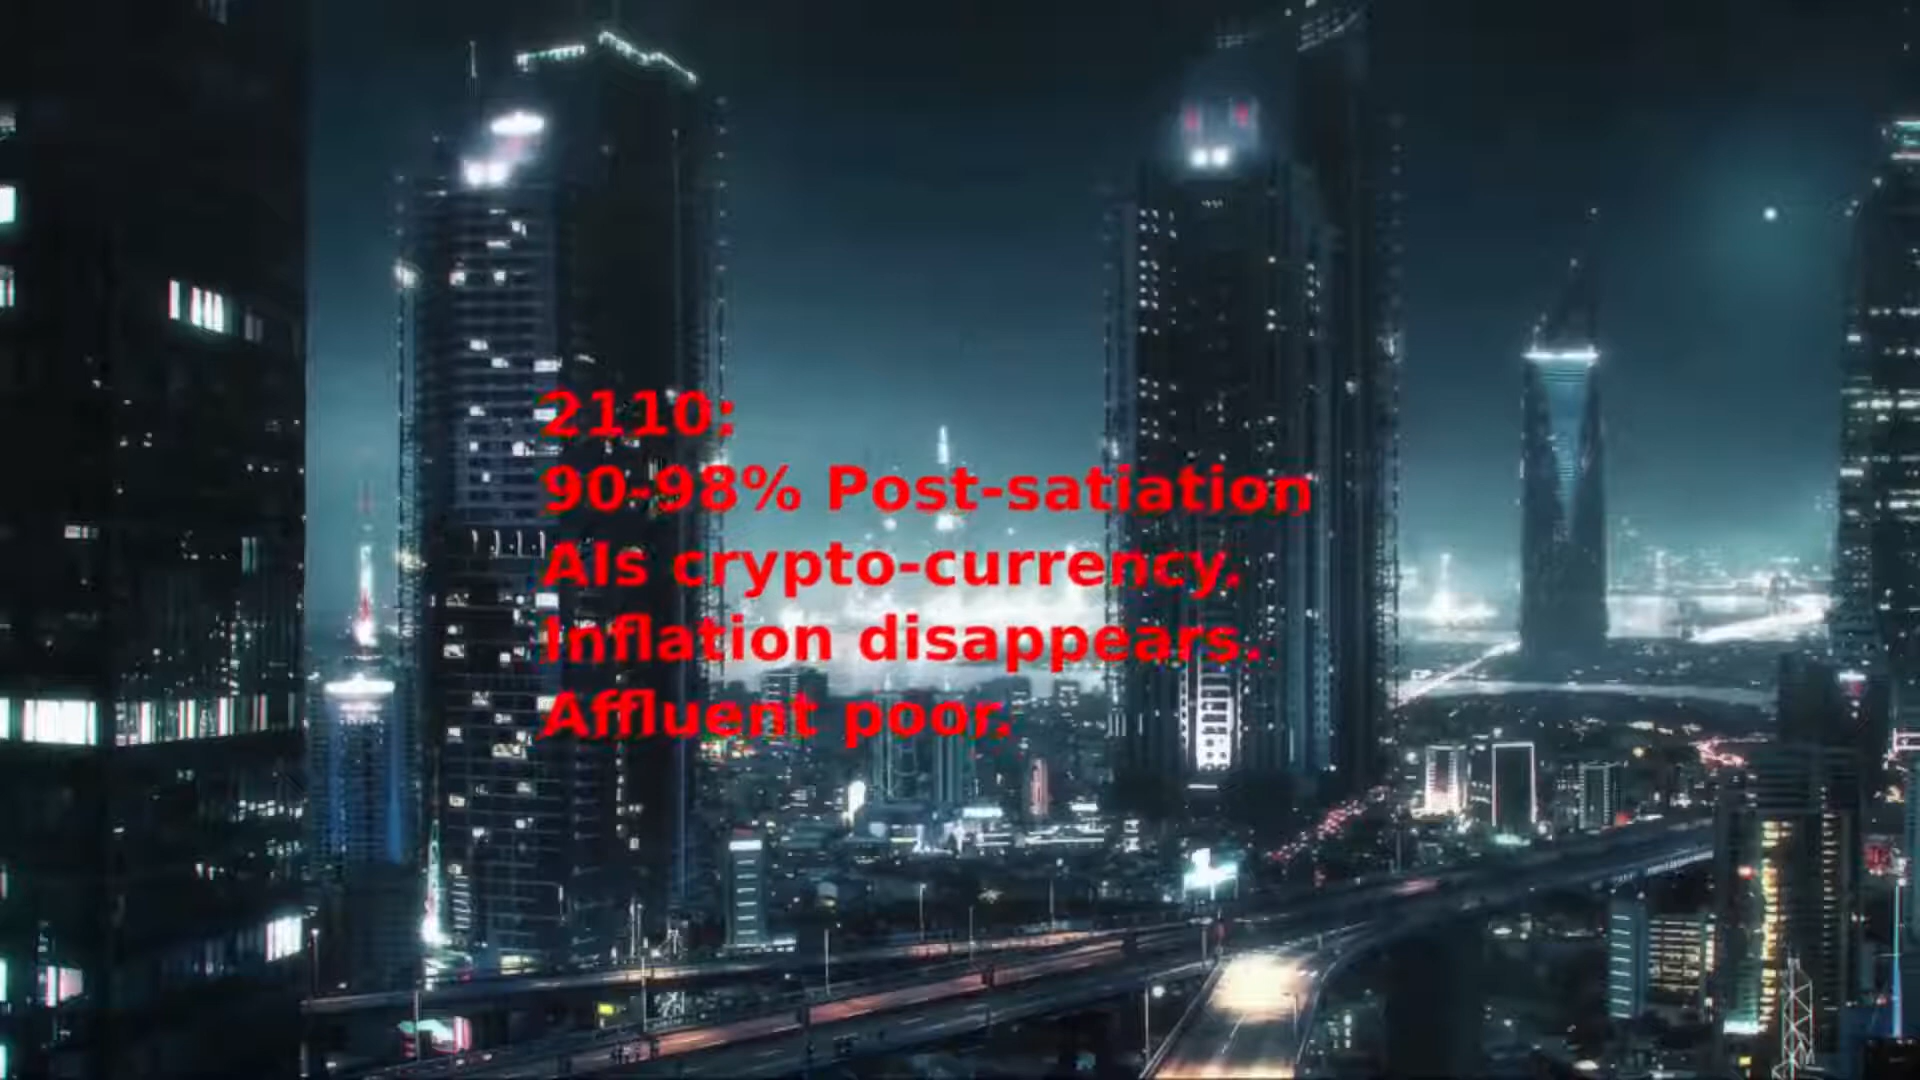 2110:
90-98% Post-satiation
AIs crypto-currency.
Inflation disappears.
Affluent poor.